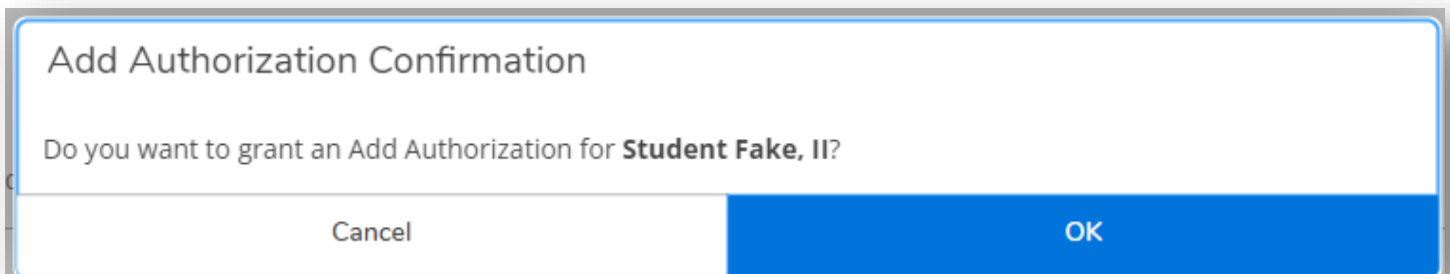 Add Authorization Confirmation
Do you want to grant an Add Authorization for Student Fake, II?
Cancel
OK